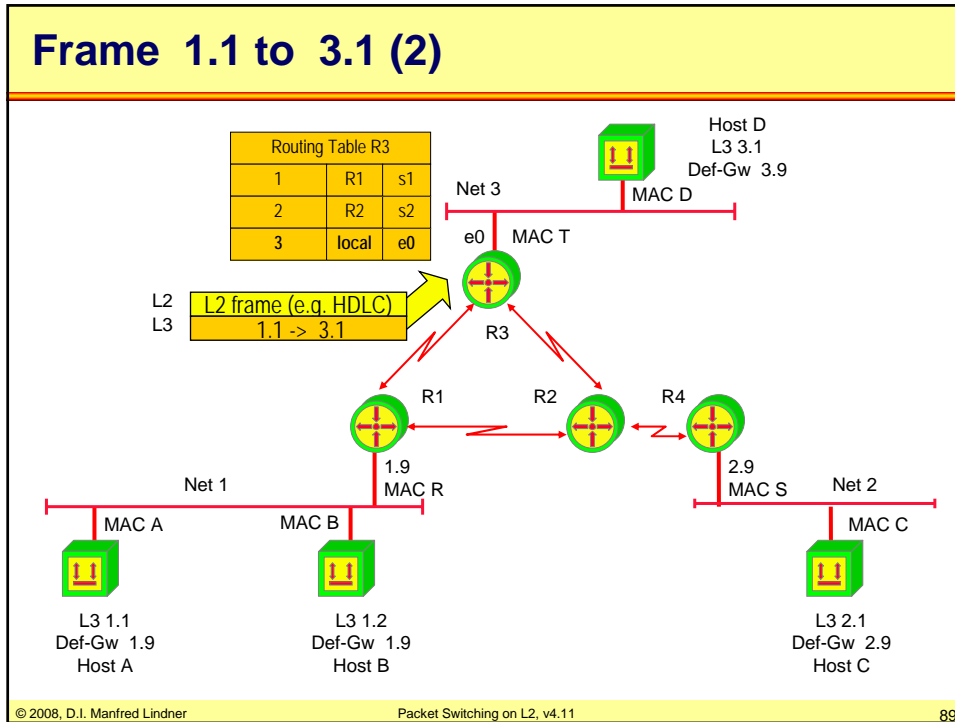 Frame 1.1 to 3.1 (2)
Routing Table R3
1 R1 s1
2 R2 s2
3 local e0
Host D
L3 3.1
Def-Gw 3.9
MAC D
Net 3
e0 MAC T
L2 L2 frame (e.g. HDLC)
L3 1.1 -> 3.1
R3
R1
R2
R4
1.9
MAC R
Net 1
2.9
MAC S
Net 2
MAC A
MAC B
MAC C
L3 1.1
Def-Gw 1.9
Host A
L3 1.2
Def-Gw 1.9
Host B
L3 2.1
Def-Gw 2.9
Host C
© 2008, D.I. Manfred Lindner
Packet Switching on L2, v4.11
89